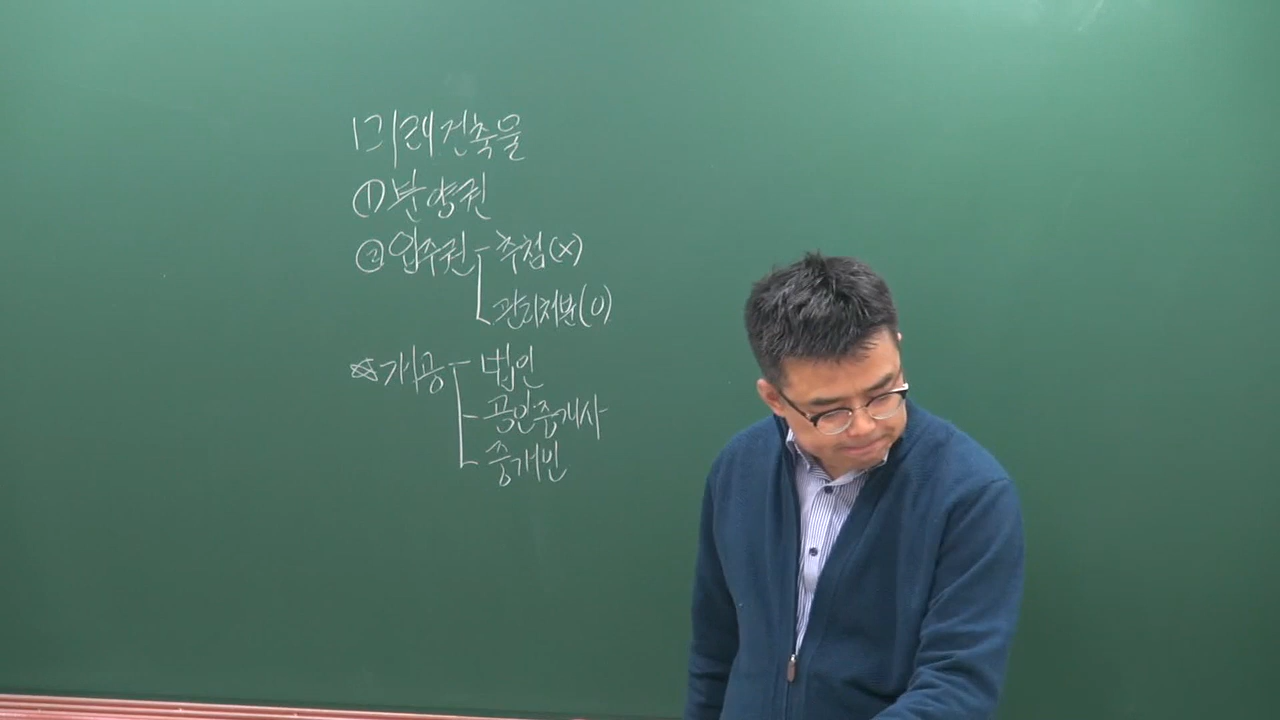 미래건축물
①분양권
②입주권 추첨(x)
관리처분(O)
☆개공 법인
공인중개사
중개인